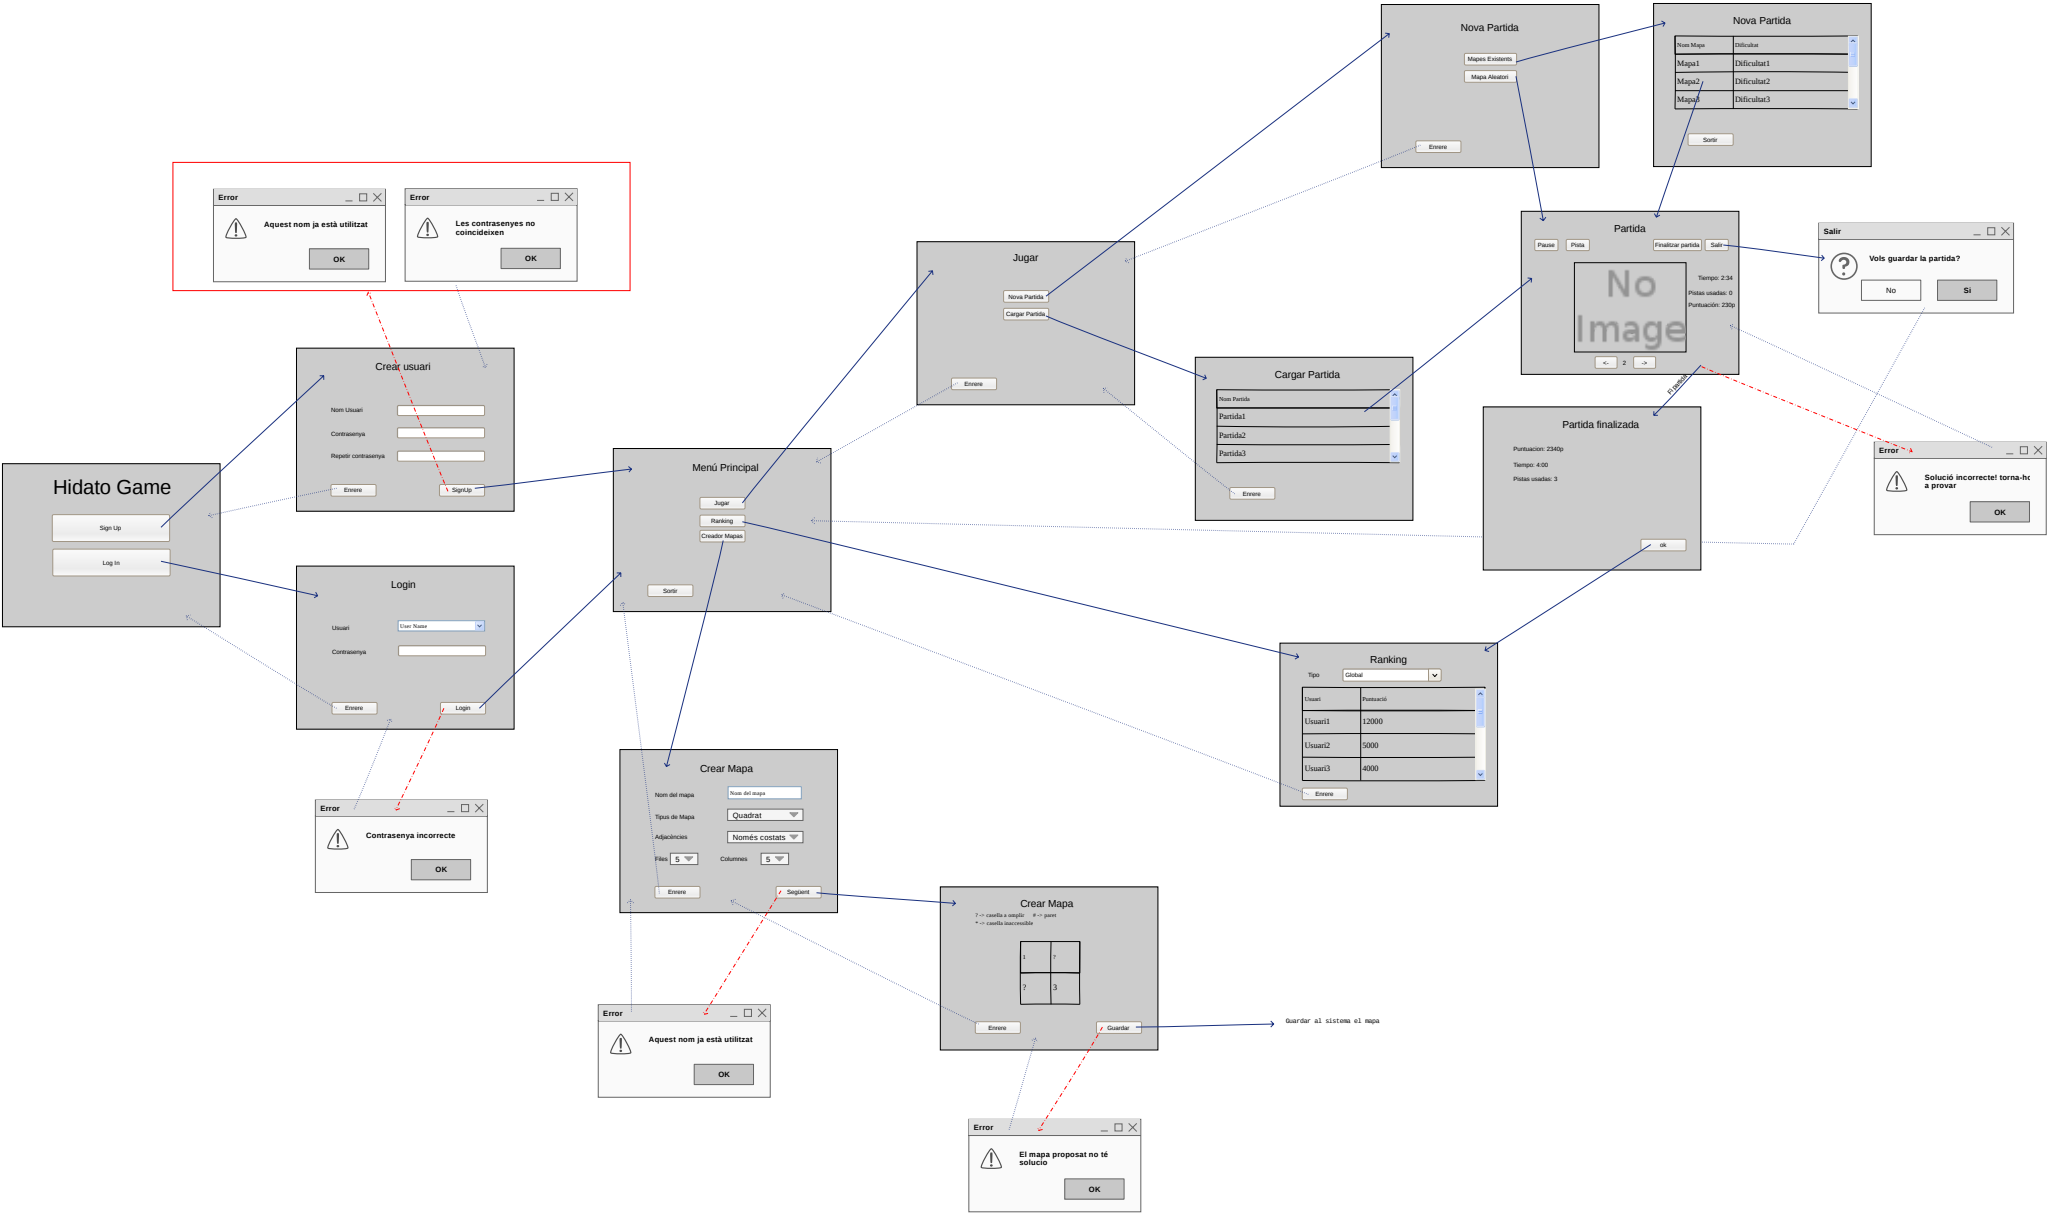 Hidato Game
Sign Up
Log In
Error
Aquest nom ja està utilitzat
OK
Error
Les contrasenyes no
coincideixen
OK
Crear usuari
Nom Usuari
Contrasenya
Repetir contrasenya
Enrere
SignUp
Login
Usuari
User Name
Contrasenya
Enrere
Login
Error
Contrasenya incorrecte
OK
Menú Principal
Jugar
Ranking
Creador Mapas
Sortir
Crear Mapa
Nom del mapa
Nom del mapa
Tipus de Mapa
Quadrat
Adjacències
Només costats
Files
5
Columnes
5
Enrere
Següent
Error
Aquest nom ja està utilitzat
OK
Crear Mapa
? -> casella a omplir # -> paret
* -> casella inaccessible
1 ?
? 3
Enrere
Guardar
Guardar al sistema el mapa
Error
El mapa proposat no té
solucio
OK
Jugar
Nova Partida
Cargar Partida
Enrere
Nova Partida
Mapes Existents
Mapa Aleatori
Enrere
Nova Partida
Nom Mapa Dificultat
Mapa1 Dificultat1
Mapa2 Dificultat2
Mapa3 Dificultat3
Sortir
Cargar Partida
Nom Partida
Partida1
Partida2
Partida3
Enrere
Partida
Pause
Pista
Finalitzar partida
Salir
No
Image
Tiempo: 2:34
Pistas usadas: 0
Puntuación: 230p
<- 2 ->
Fi partida
Salir
Vols guardar la partida?
No
Si
Partida finalizada
Puntuacion: 2340p
Tiempo: 4:00
Pistas usadas: 3
ok
Error
Solució incorrecte! torna-ho
a provar
OK
Ranking
Tipo
Global
Usuari Puntuació
Usuari1 12000
Usuari2 5000
Usuari3 4000
Enrere